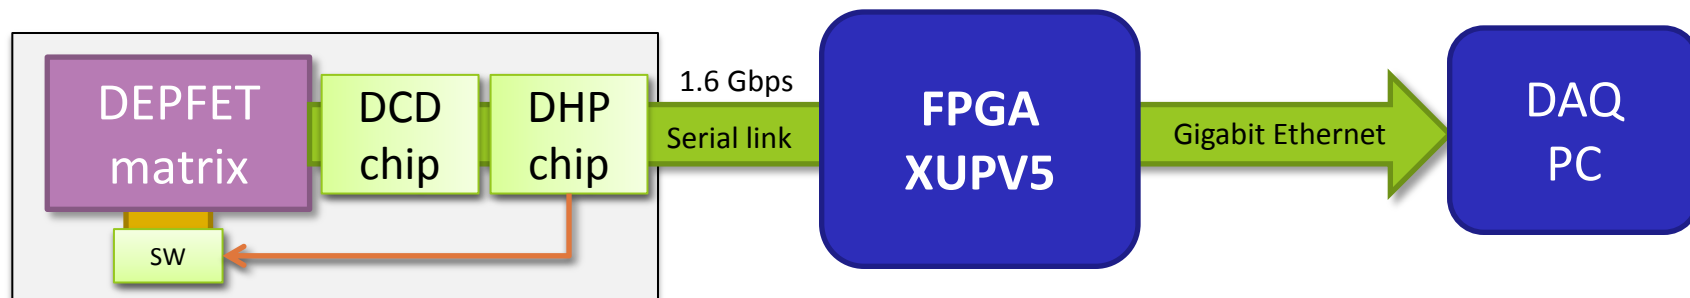 DEPFET
matrix
DCD
chip
DHP
chip
SW
1.6 Gbps
Serial link
FPGA
XUPV5
Gigabit Ethernet
DAQ
PC